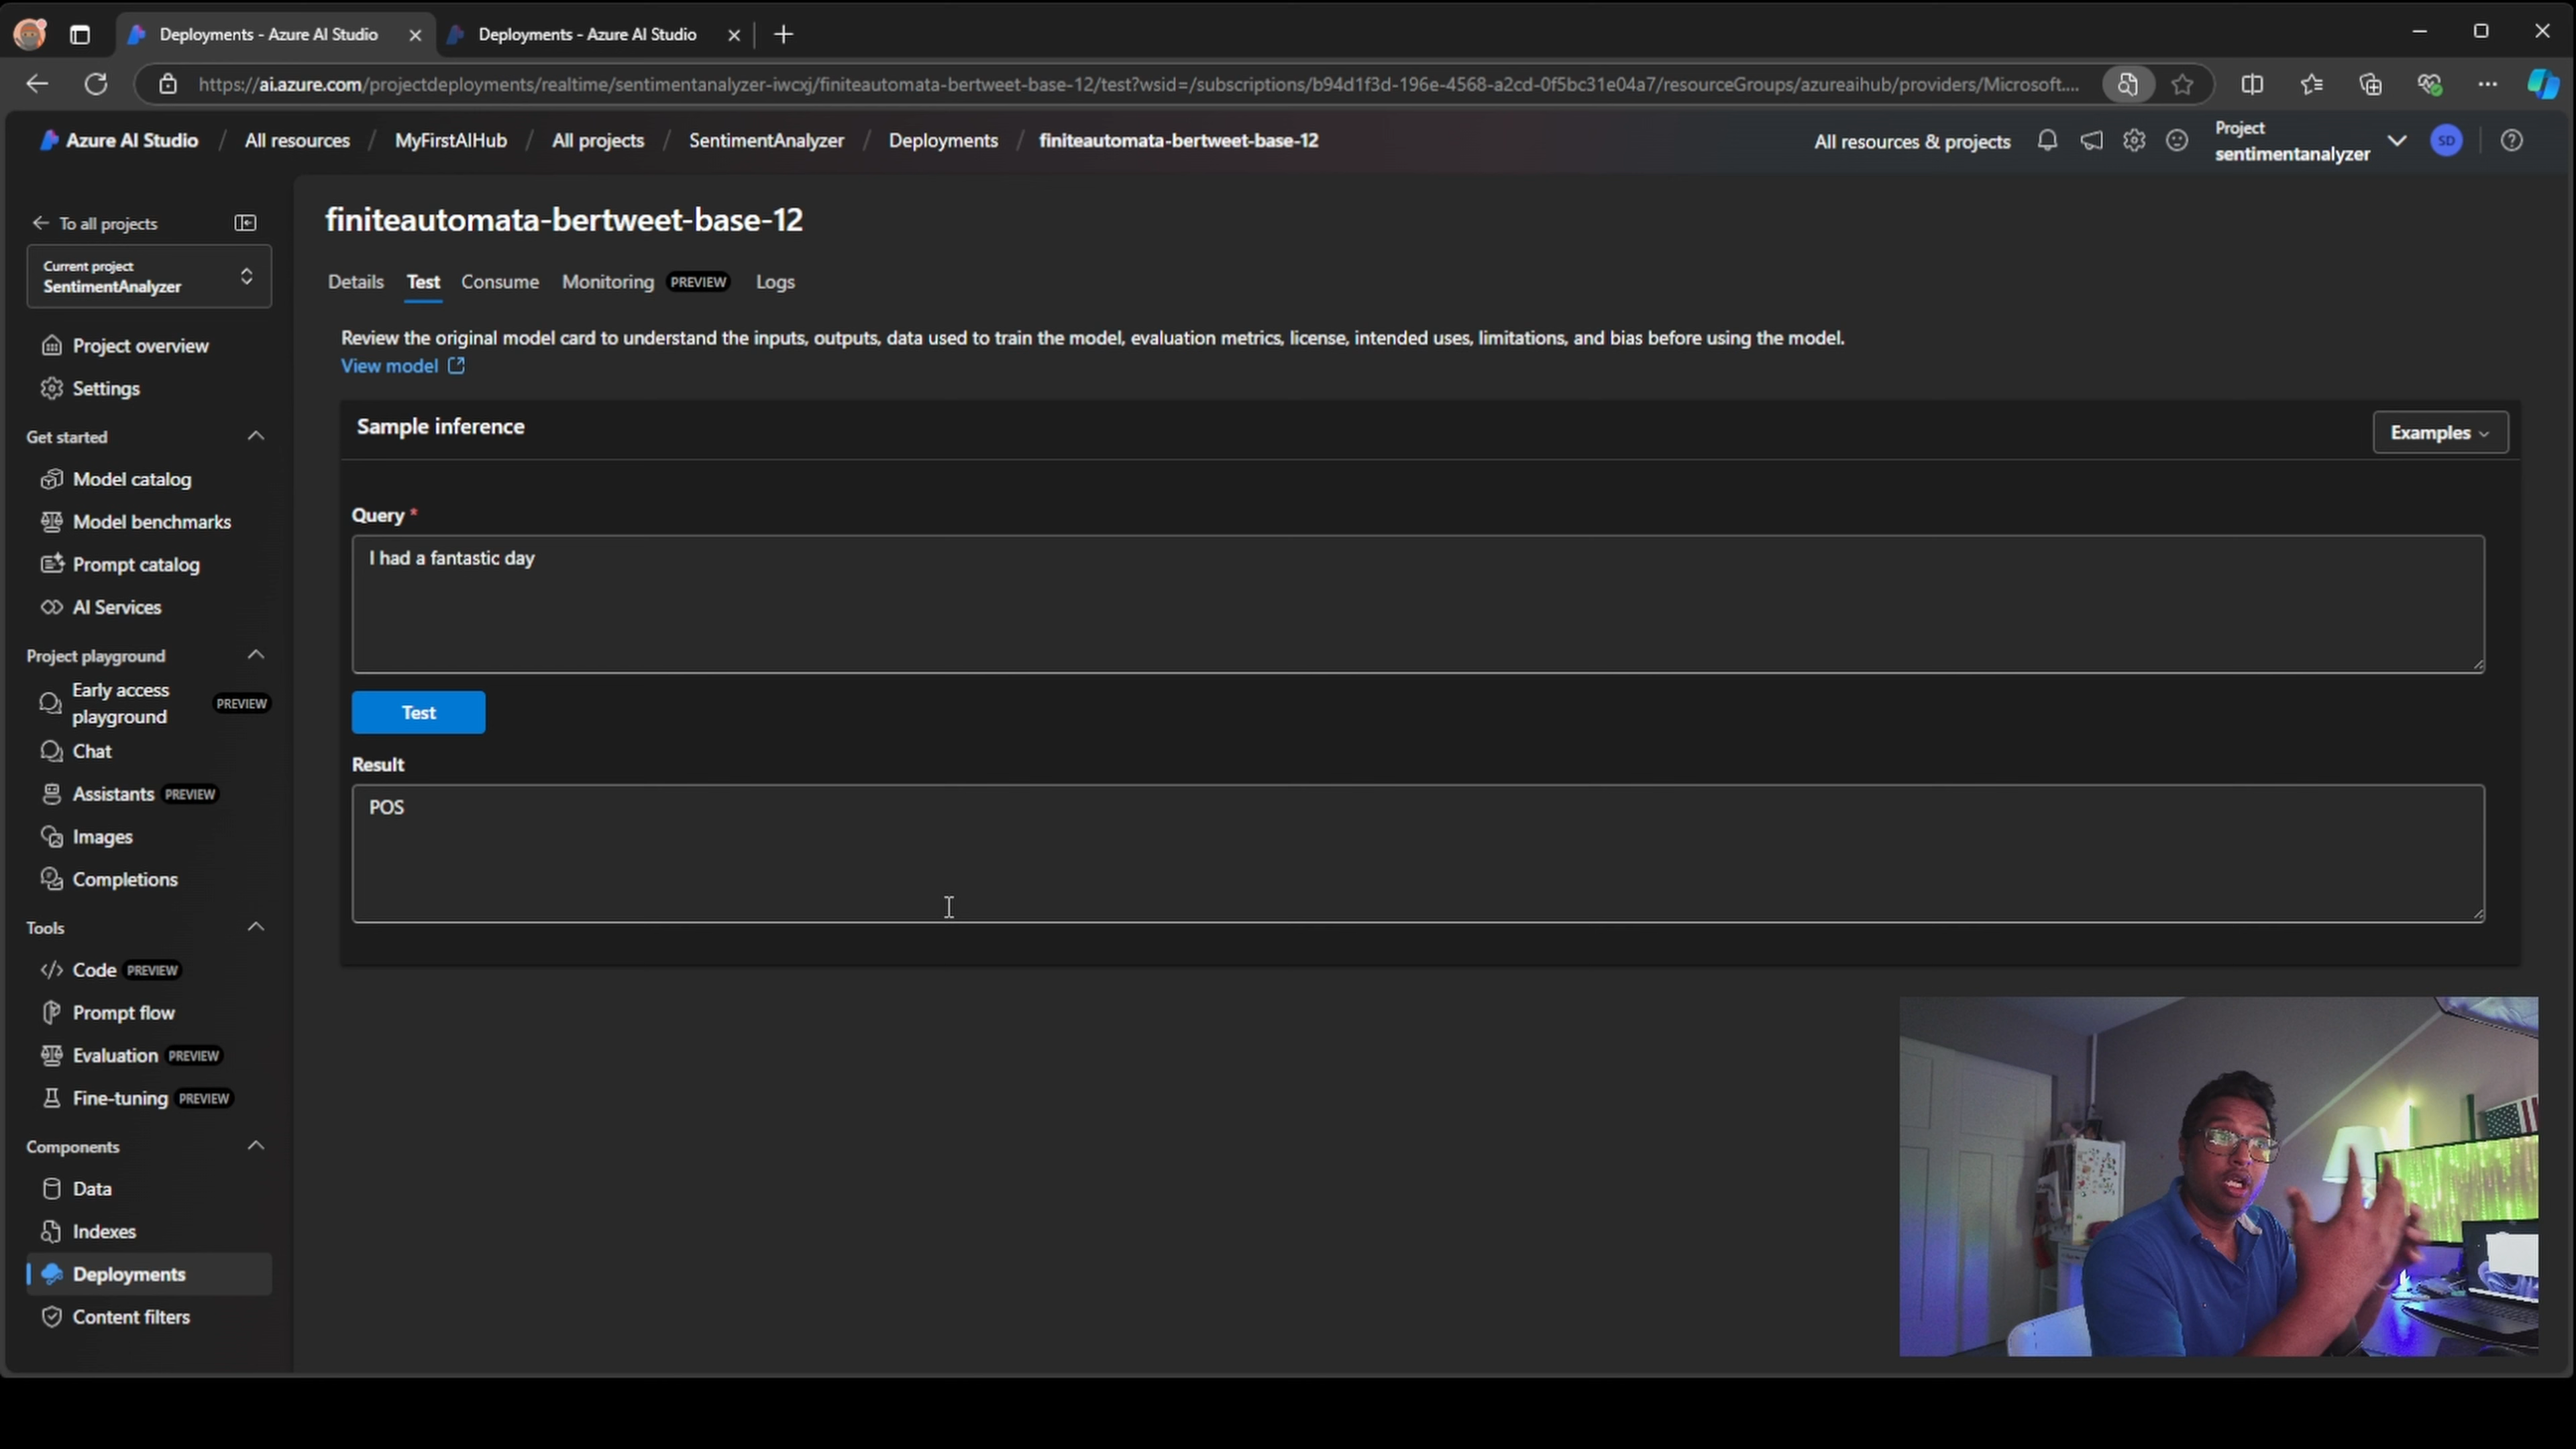 Deployments - Azure AI Studio
Deployments - Azure AI Studio
https://ai.azure.com/projectdeployments/realtime/sentimentanalyzer-iwcxj/finiteautomata-bertweet-base-12/test?wsid=/subscriptions/b94d1f3d-196e-4568-a2cd-0f5bc31e04a7/resourceGroups/azureaihub/providers/Microsoft....
Azure AI Studio / All resources / MyFirstAIHub / All projects / SentimentAnalyzer / Deployments / finiteautomata-bertweet-base-12
All resources & projects
Project
sentimentanalyzer
SD
To all projects
Current project
SentimentAnalyzer
Project overview
Settings
Get started
Model catalog
Model benchmarks
Prompt catalog
AI Services
Project playground
Early access
playground PREVIEW
Chat
Assistants PREVIEW
Images
Completions
Tools
Code PREVIEW
Prompt flow
Evaluation PREVIEW
Fine-tuning PREVIEW
Components
Data
Indexes
Deployments
Content filters
finiteautomata-bertweet-base-12
Details Test Consume Monitoring PREVIEW Logs
Review the original model card to understand the inputs, outputs, data used to train the model, evaluation metrics, license, intended uses, limitations, and bias before using the model.
View model
Sample inference
Examples
Query *
I had a fantastic day
Test
Result
POS